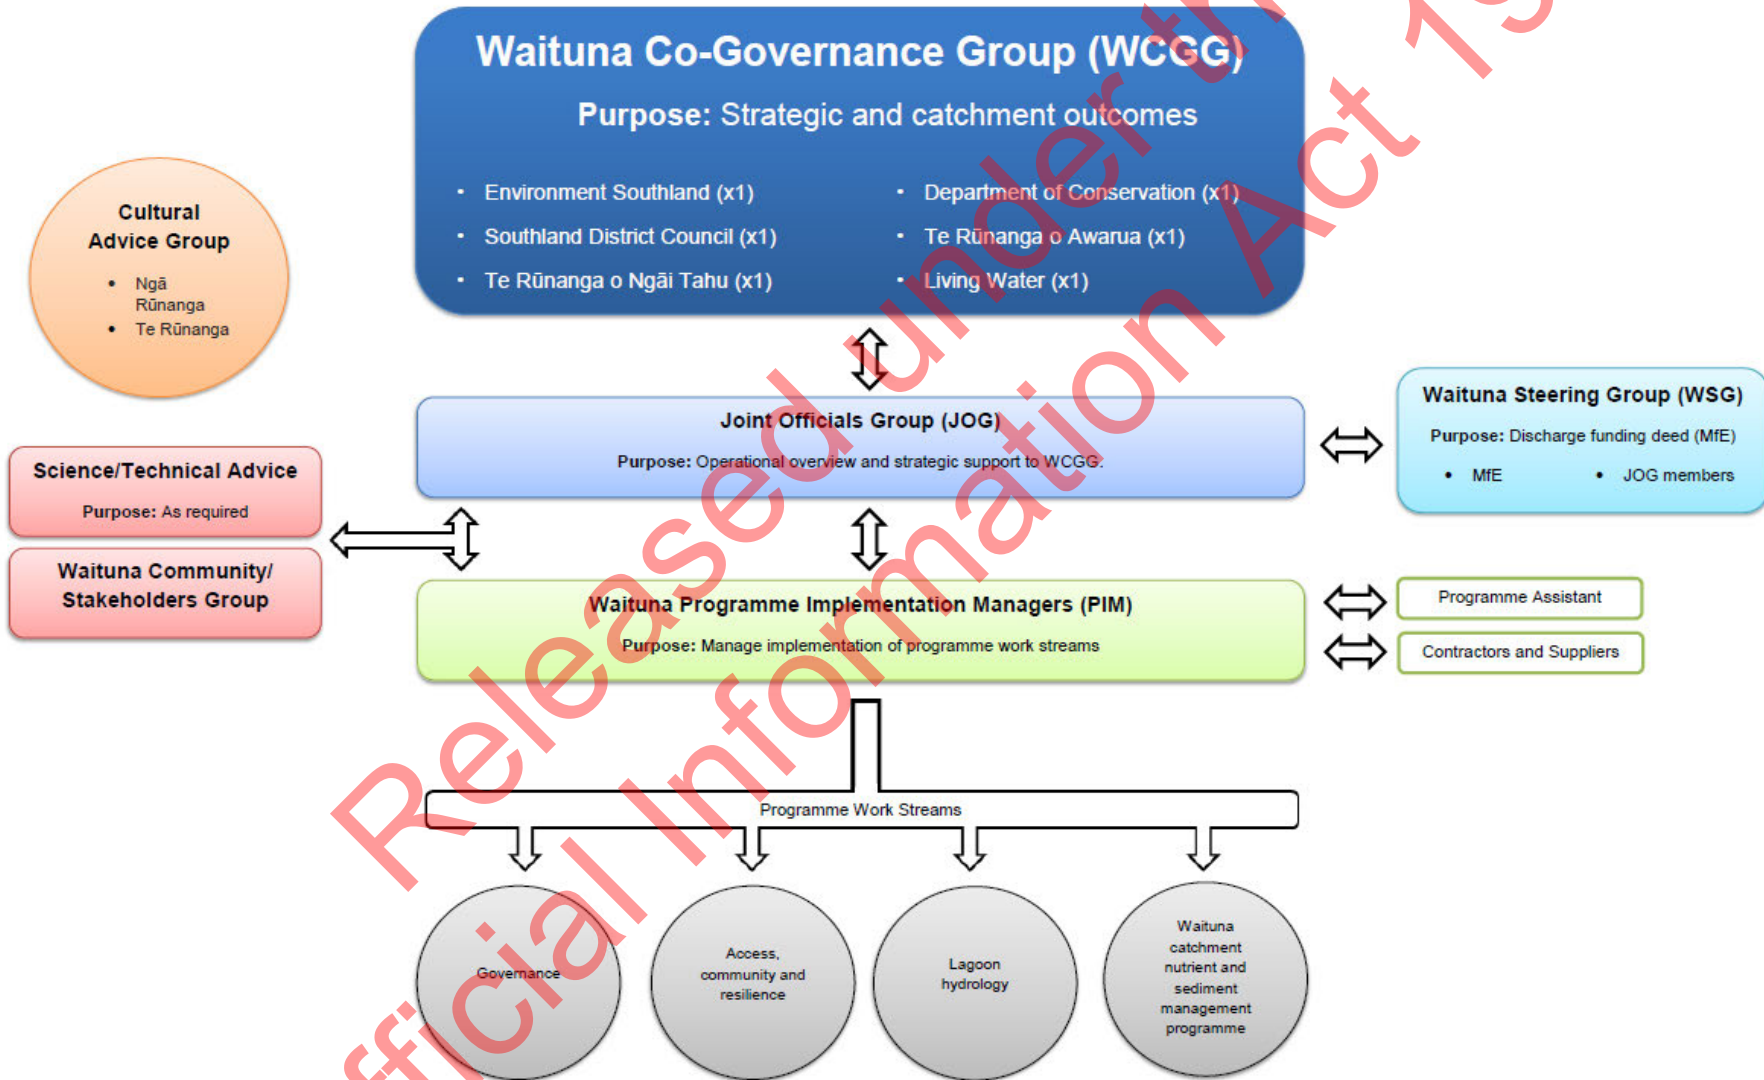 Waituna Co-Governance Group (WCGG)
Purpose: Strategic and catchment outcomes
• Environment Southland (x1)
• Southland District Council (x1)
• Te Rūnanga o Ngāi Tahu (x1)
• Department of Conservation (x1)
• Te Rūnanga o Awarua (x1)
• Living Water (x1)
Cultural
Advice Group
• Ngā
Rūnanga
• Te Rūnanga
Joint Officials Group (JOG)
Purpose: Operational overview and strategic support to WCGG.
Waituna Steering Group (WSG)
Purpose: Discharge funding deed (MfE)
• MfE
• JOG members
Science/Technical Advice
Purpose: As required
Waituna Community/
Stakeholders Group
Waituna Programme Implementation Managers (PIM)
Purpose: Manage implementation of programme work streams
Programme Assistant
Contractors and Suppliers
Programme Work Streams
Governance
Access,
community and
resilience
Lagoon
hydrology
Waituna
catchment
nutrient and
sediment
management
programme
Released under
Information Act